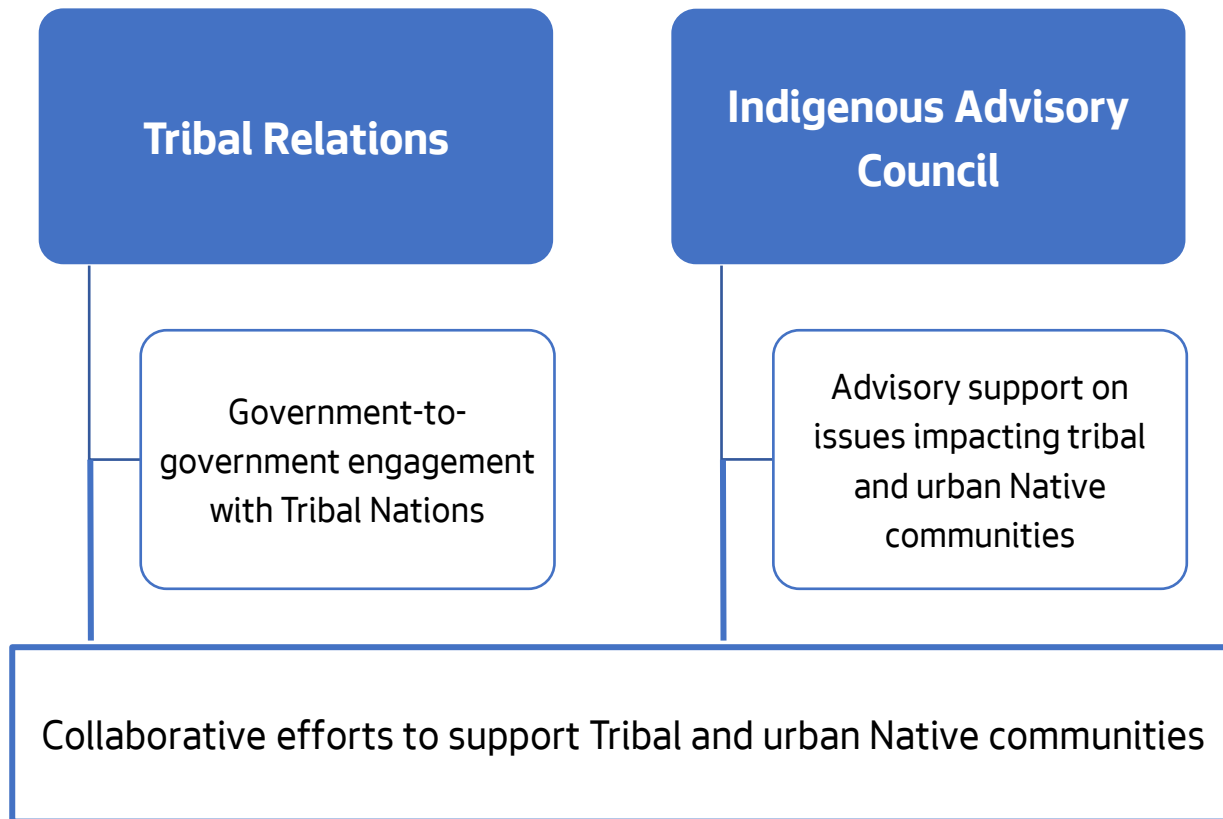 Tribal Relations
Indigenous Advisory
Council
Government-to-
government engagement
with Tribal Nations
Advisory support on
issues impacting tribal
and urban Native
communities
Collaborative efforts to support Tribal and urban Native communities